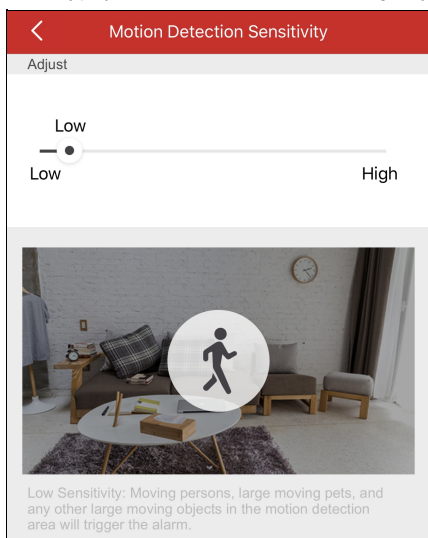 Motion Detection Sensitivity
Adjust
Low
Low High
Low Sensitivity: Moving persons, large moving pets, and
any other large moving objects in the motion detection
area will trigger the alarm.